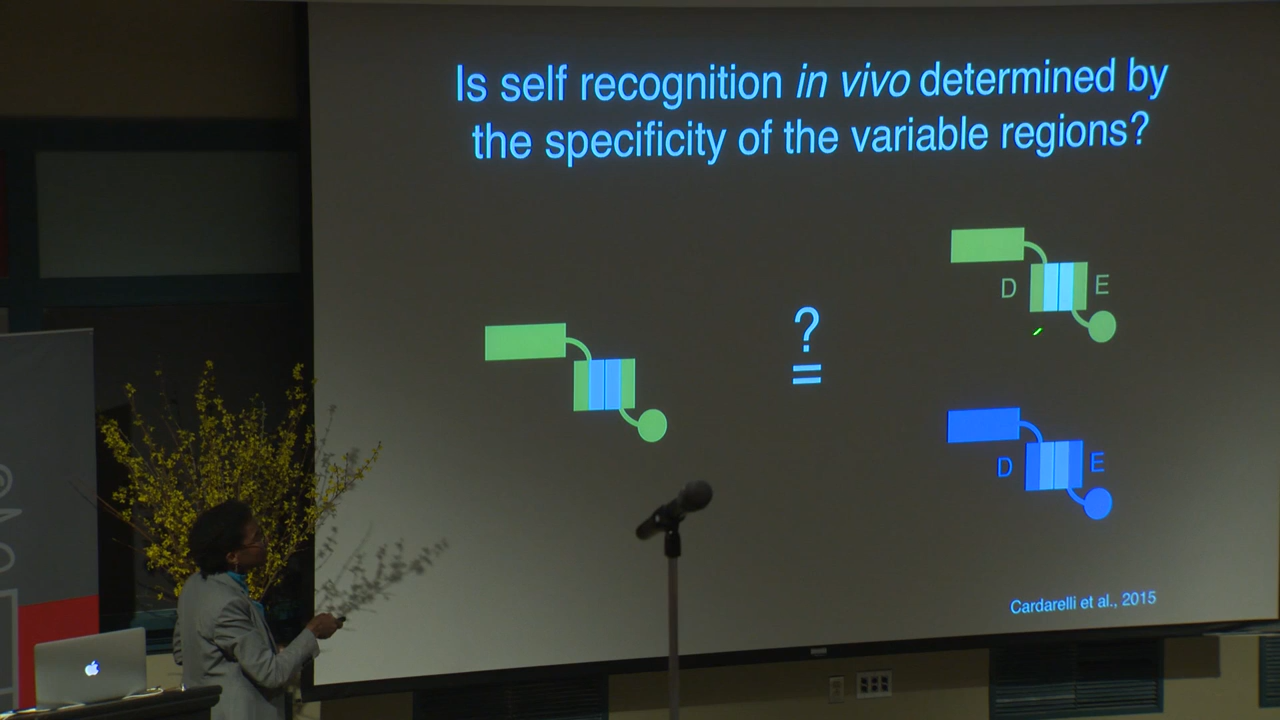 Is self recognition in vivo determined by
the specificity of the variable regions?
D E
?
=
D E
Cardarelli et al., 2015